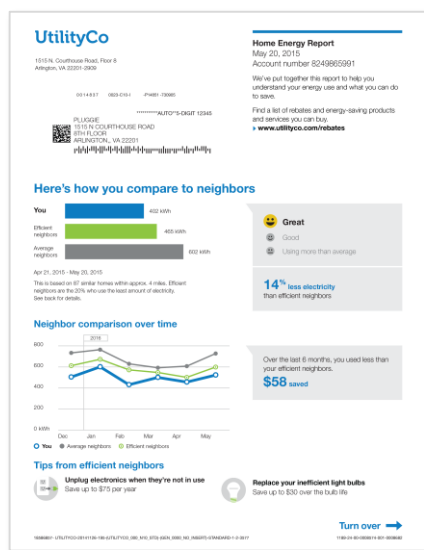 UtilityCo
1515 N. Courthouse Road, Floor 8
Arlington, VA 22201-2909
Home Energy Report
May 20, 2015
Account number 8249865991
We've put together this report to help you
understand your energy use and what you can do
to save.
Find a list of rebates and energy-saving products
and services you can buy.
www.utilityco.com/rebates
**********AUTO**5-DIGIT 12345
PLUGGIE
1515 N COURTHOUSE ROAD
8TH FLOOR
ARLINGTON, VA 22201
Here's how you compare to neighbors
You
402 kWh
Efficient
neighbors
465 kWh
Average
neighbors
602 kWh
Apr 21, 2015 - May 20, 2015
This is based on 87 similar homes within approx. 4 miles. Efficient
neighbors are the 20% who use the least amount of electricity.
See back for details.
Great
Good
Using more than average
14% less electricity
than efficient neighbors
Neighbor comparison over time
800
2015
600
400
200
0 kWh
Dec Jan Feb Mar Apr May
You Average neighbors Efficient neighbors
Over the last 6 months, you used less than
your efficient neighbors.
$58 saved
Tips from efficient neighbors
Unplug electronics when they're not in use
Save up to $75 per year
Replace your inefficient light bulbs
Save up to $30 over the bulb life
Turn over